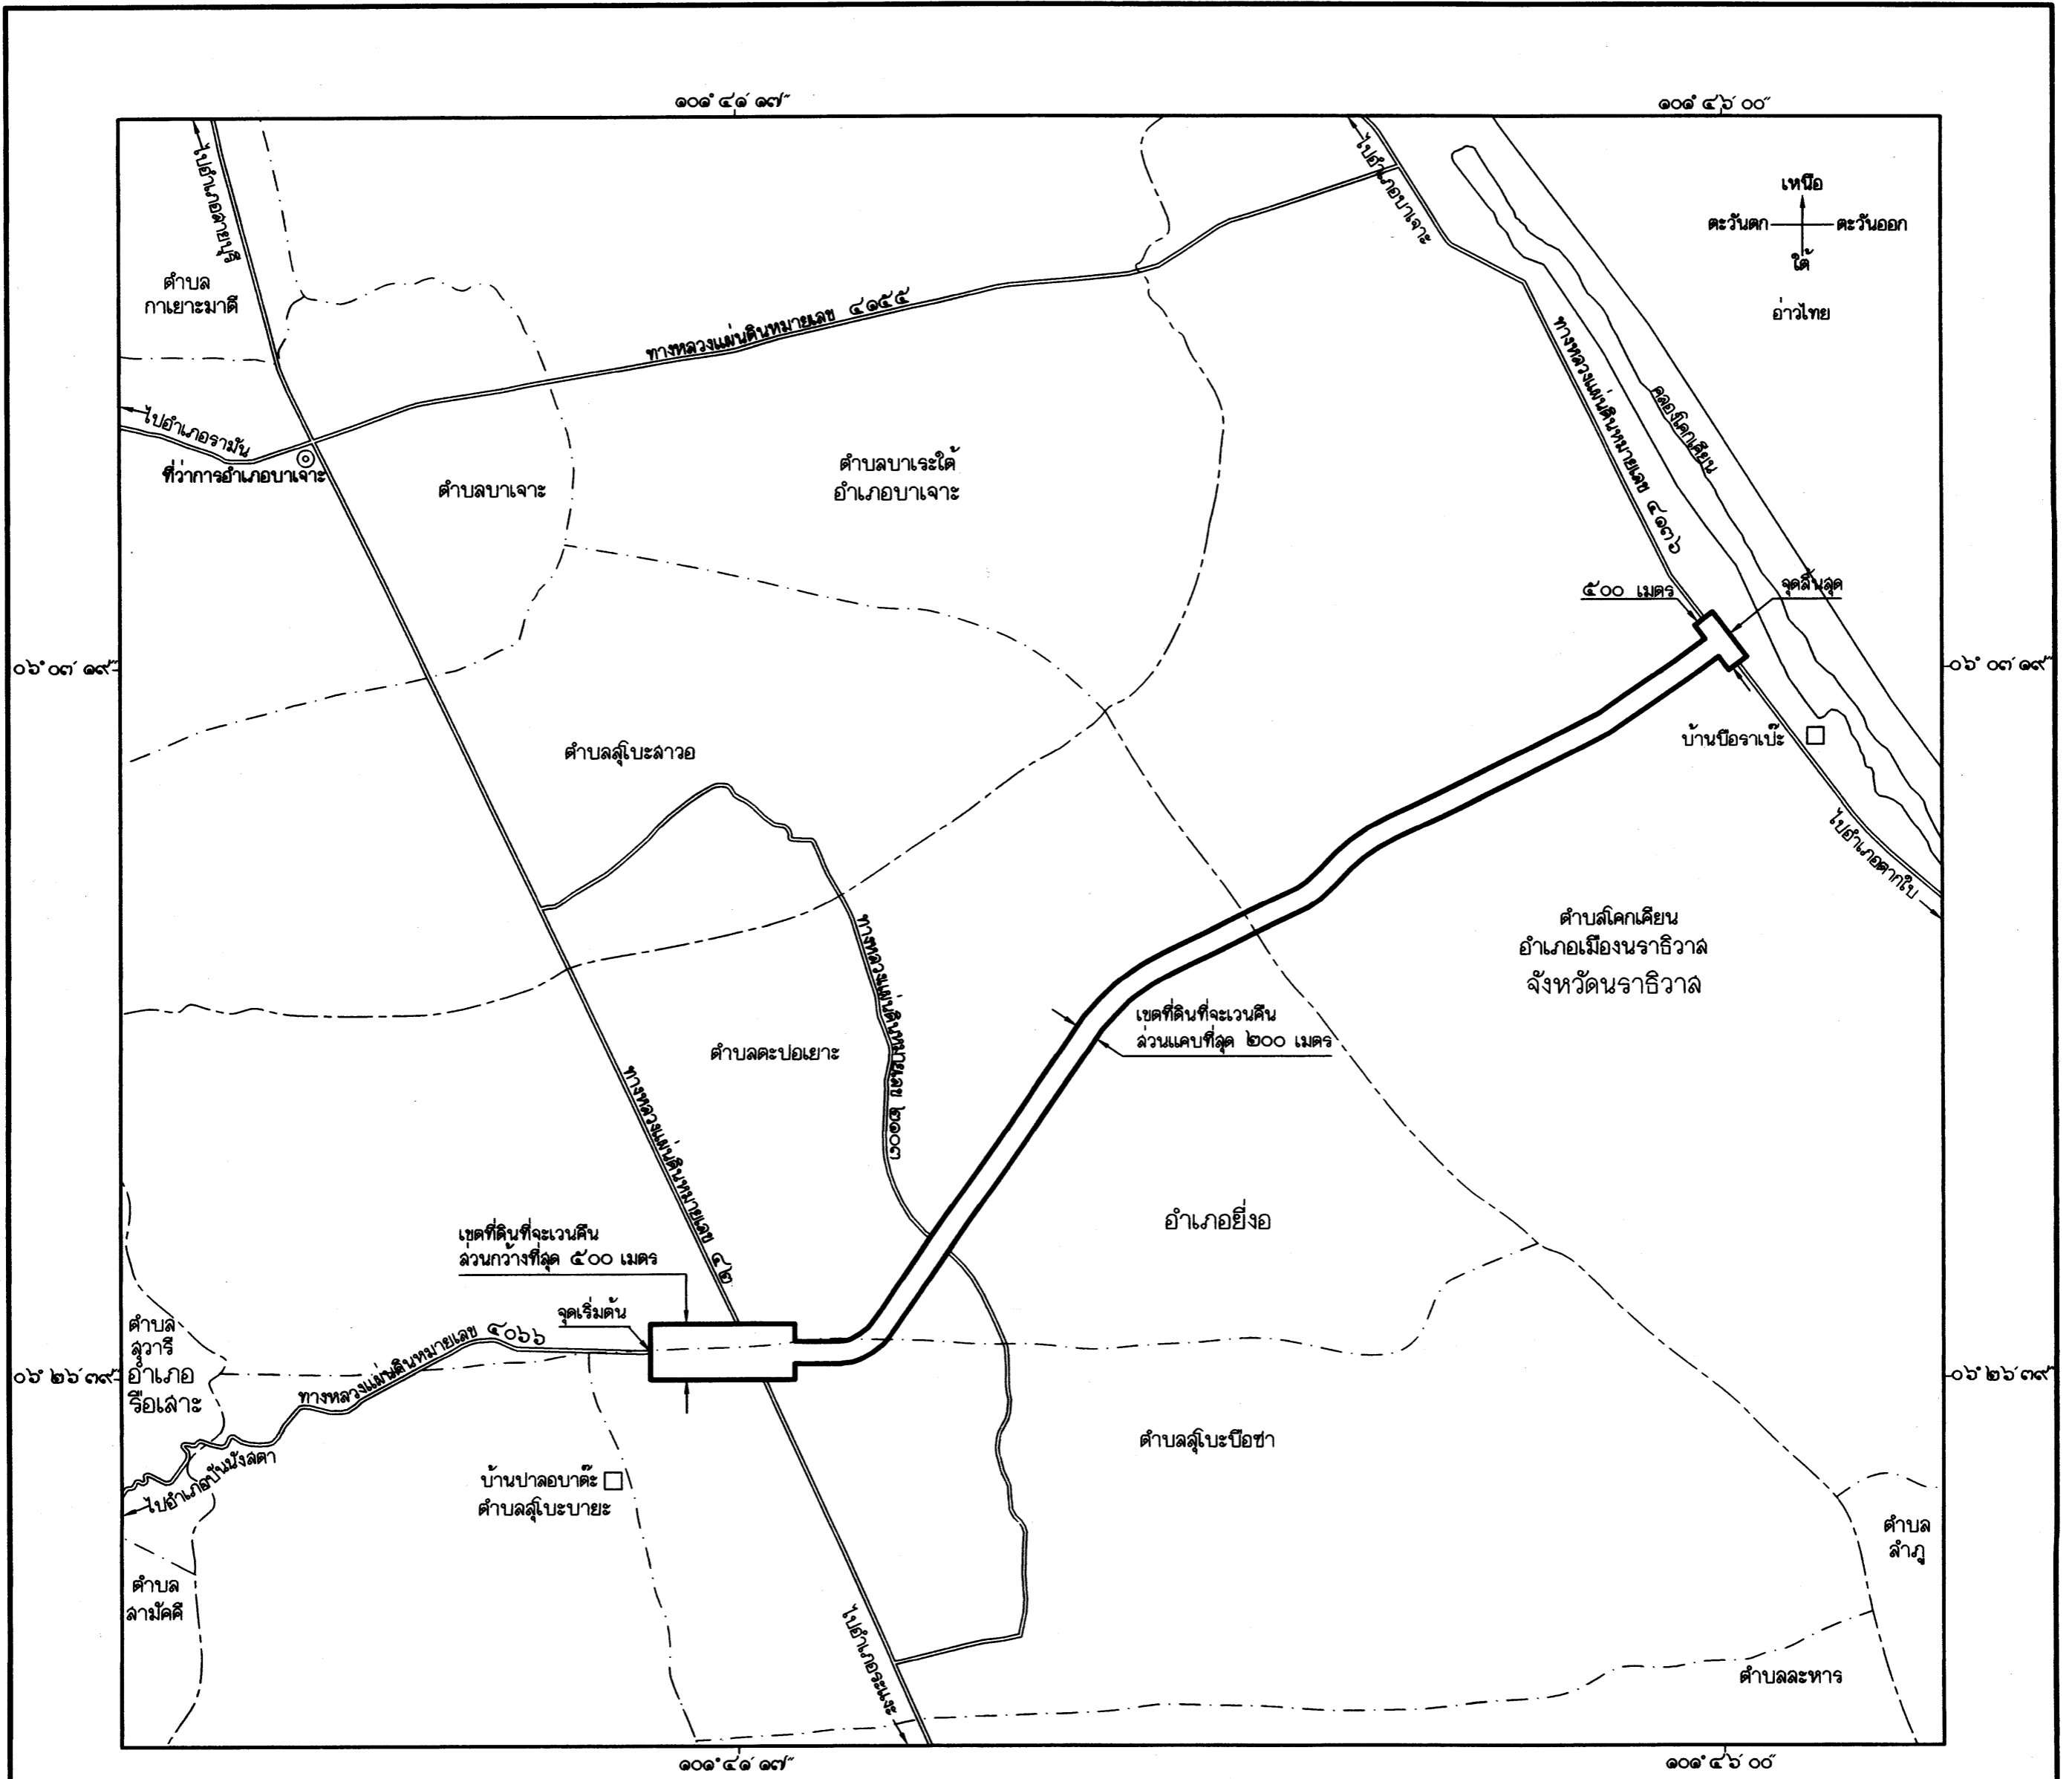 ๑๐๑° ๔๑′ ๑๗″
๑๐๑° ๔๖′ ๐๐″
ไปอำเภอสายบุรี
ไปอำเภอบาเจาะ
เหนือ
ตะวันตก
ตะวันออก
ใต้
อ่าวไทย
ตำบล
กาเยาะมาตี
ทางหลวงแผ่นดินหมายเลข ๔๑๕๕
ทางหลวงแผ่นดินหมายเลข ๔๑๓๖
คลองโคกเคียน
ไปอำเภอรามัน
ที่ว่าการอำเภอบาเจาะ
ตำบลบาเจาะ
ตำบลบาเระใต้
อำเภอบาเจาะ
๕๐๐ เมตร
จุดสิ้นสุด
๐๖° ๐๓′ ๑๙″
๐๖° ๐๓′ ๑๙″
บ้านบือราเป๊ะ
ตำบลสุโบะสาวอ
ไปอำเภอตากใบ
ตำบลโคกเคียน
อำเภอเมืองนราธิวาส
จังหวัดนราธิวาส
ทางหลวงแผ่นดินหมายเลข ๒๑๐๓
เขตที่ดินที่จะเวนคืน
ส่วนแคบที่สุด ๒๐๐ เมตร
ตำบลตะปอเยาะ
ทางหลวงแผ่นดินหมายเลข ๔๒
อำเภอยี่งอ
เขตที่ดินที่จะเวนคืน
ส่วนกว้างที่สุด ๕๐๐ เมตร
จุดเริ่มต้น
ตำบล
สุวารี
อำเภอ
รือเสาะ
ทางหลวงแผ่นดินหมายเลข ๔๐๖๖
๐๖° ๒๖′ ๓๙″
๐๖° ๒๖′ ๓๙″
ไปอำเภอบันนังสตา
ตำบลสุโบะบือซา
บ้านปาลอบาต๊ะ
ตำบลสุโบะบายะ
ตำบล
ลำภู
ตำบล
สามัคคี
ไปอำเภอระแงะ
ตำบลละหาร
๑๐๑° ๔๑′ ๑๗″
๑๐๑° ๔๖′ ๐๐″